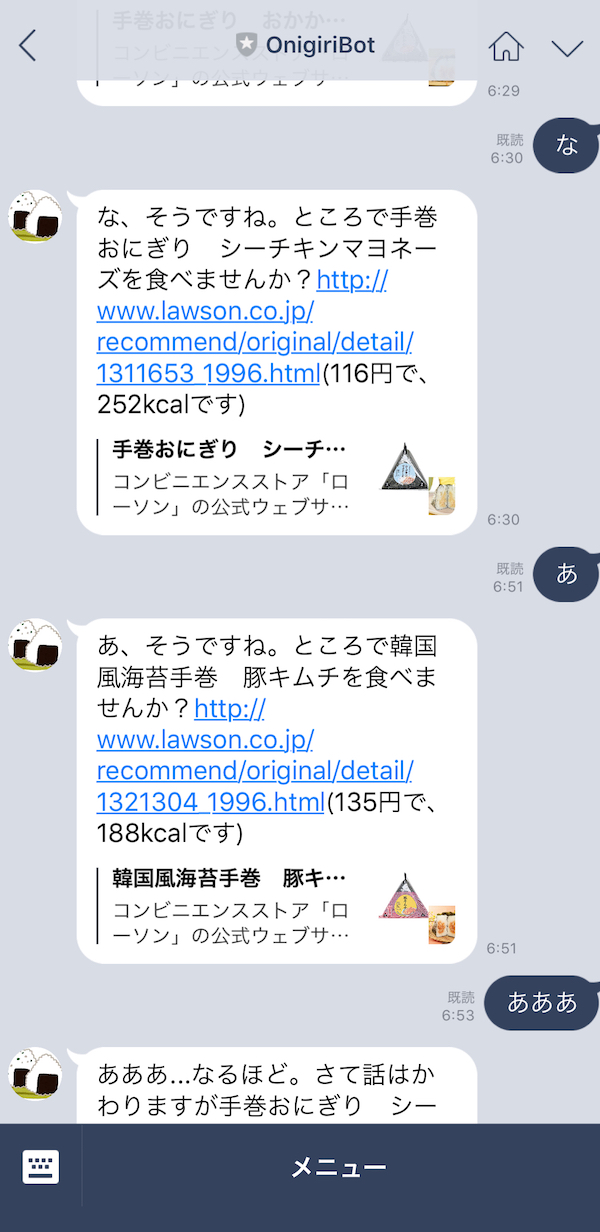 手巻おにぎり　おかか…
OnigiriBot
コンビニエンスストア「ロ
ーソン」の公式ウェブサ…
6:29
既読
6:30
な
な、そうですね。ところで手巻
おにぎり　シーチキンマヨネー
ズを食べませんか？http://
www.lawson.co.jp/
recommend/original/detail/
1311653_1996.html(116円で、
252kcalです)
手巻おにぎり　シーチ…
コンビニエンスストア「ロ
ーソン」の公式ウェブサ…
6:30
既読
6:51
あ
あ、そうですね。ところで韓国
風海苔手巻　豚キムチを食べま
せんか？http://
www.lawson.co.jp/
recommend/original/detail/
1321304_1996.html(135円で、
188kcalです)
韓国風海苔手巻　豚キ…
コンビニエンスストア「ロ
ーソン」の公式ウェブサ…
6:51
既読
6:53
あああ
あああ...なるほど。さて話はか
わりますが手巻おにぎり　シー
メニュー